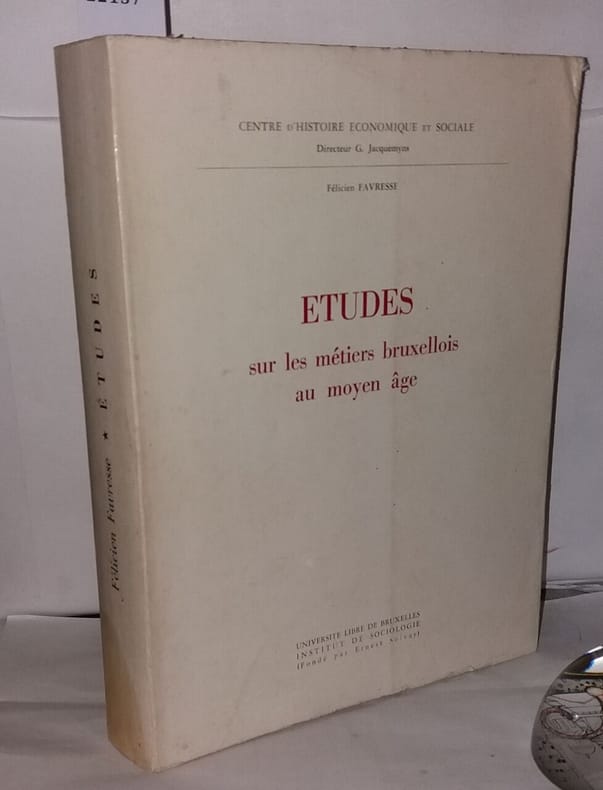 CENTRE D'HISTOIRE ECONOMIQUE ET SOCIALE
Directeur G. Jacquemyns
Félicien FAVRESSE
ETUDES
sur les métiers bruxellois
au moyen âge
UNIVERSITE LIBRE DE BRUXELLES
INSTITUT DE SOCIOLOGIE
(Fondé par Ernest Solvay)
Félicien Favresse ★ ÉTUDES